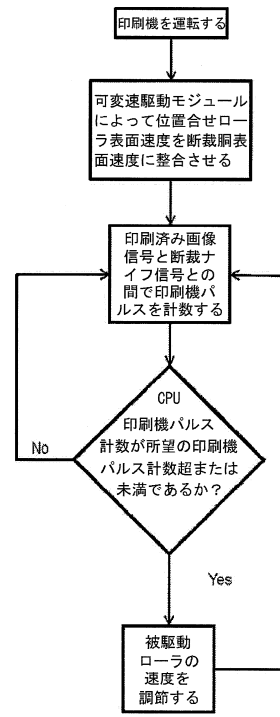 印刷機を運転する
可変速駆動モジュール
によって位置合せロー
ラ表面速度を断裁胴表
面速度に整合させる
印刷済み画像
信号と断裁ナ
イフ信号との
間で印刷機パ
ルスを計数する
CPU
印刷機パルス
計数が所望の印刷機
パルス計数超または
未満であるか？
No
Yes
被駆動
ローラの
速度を
調節する